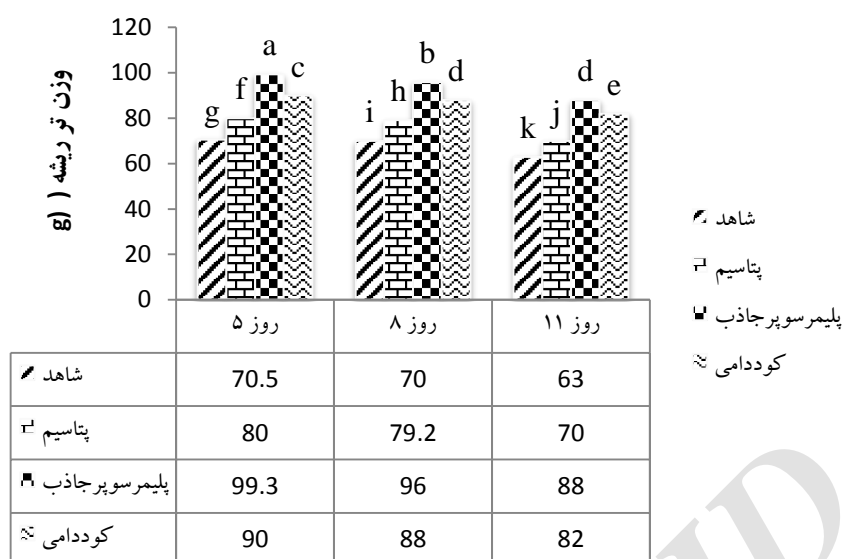 وزن تر ریشه ( g)
120
100
80
60
40
20
0
g f a c
i h b d
k j d e
روز ۵ روز ۸ روز ۱۱
شاهد 70.5 70 63
پتاسیم 80 79.2 70
پلیمرسوپرجاذب 99.3 96 88
کوددامی 90 88 82
شاهد
پتاسیم
پلیمرسوپرجاذب
کوددامی